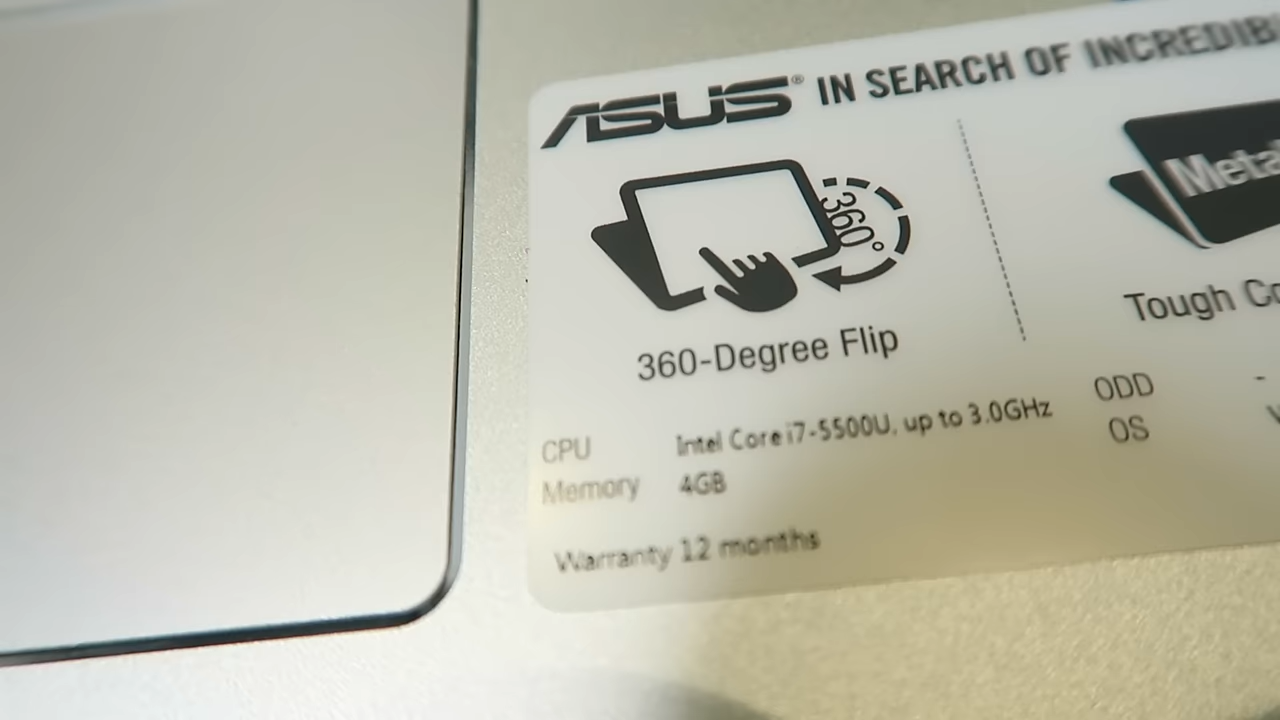 ASUS® IN SEARCH OF INCREDIB
360°
Metal
360-Degree Flip
Tough Co
CPU Intel Core i7-5500U, up to 3.0GHz
Memory 4GB
ODD -
OS
Warranty 12 months